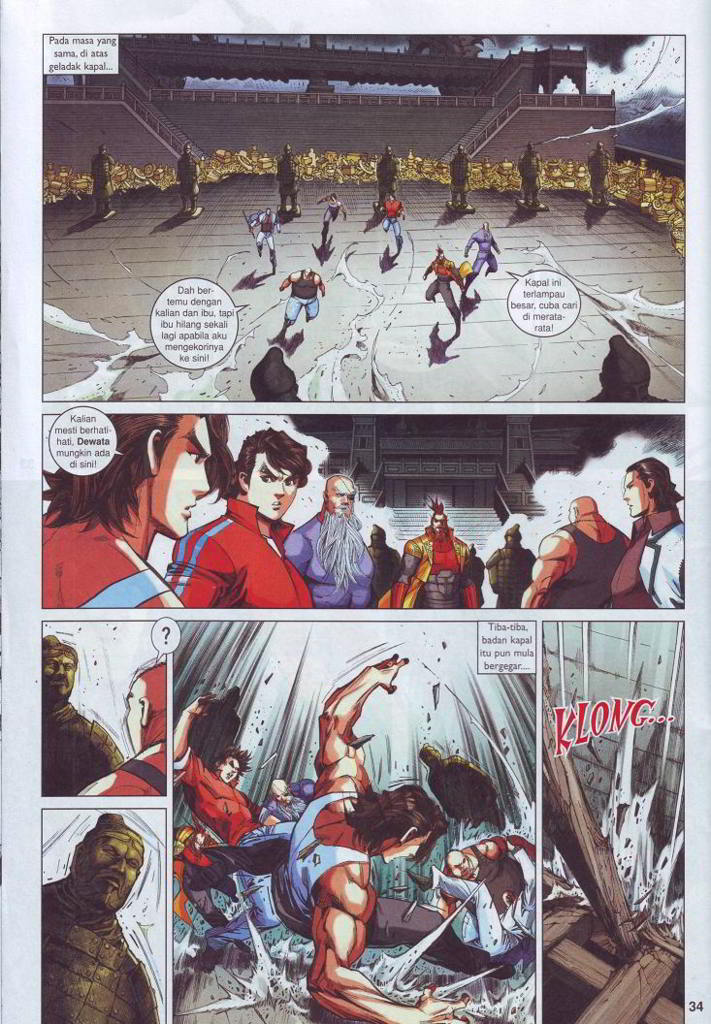 Pada masa yang
sama, di atas
geladak kapal...
Dah ber-
temu dengan
kalian dan ibu, tapi
ibu hilang sekali
lagi apabila aku
mengekorinya
ke sini!
Kapal ini
terlampau
besar, cuba cari
di merata-
rata!
Kalian
mesti berhati-
hati, Dewata
mungkin ada
di sini!
?
Tiba-tiba,
badan kapal
itu pun mula
bergegar....
KLONG...
34